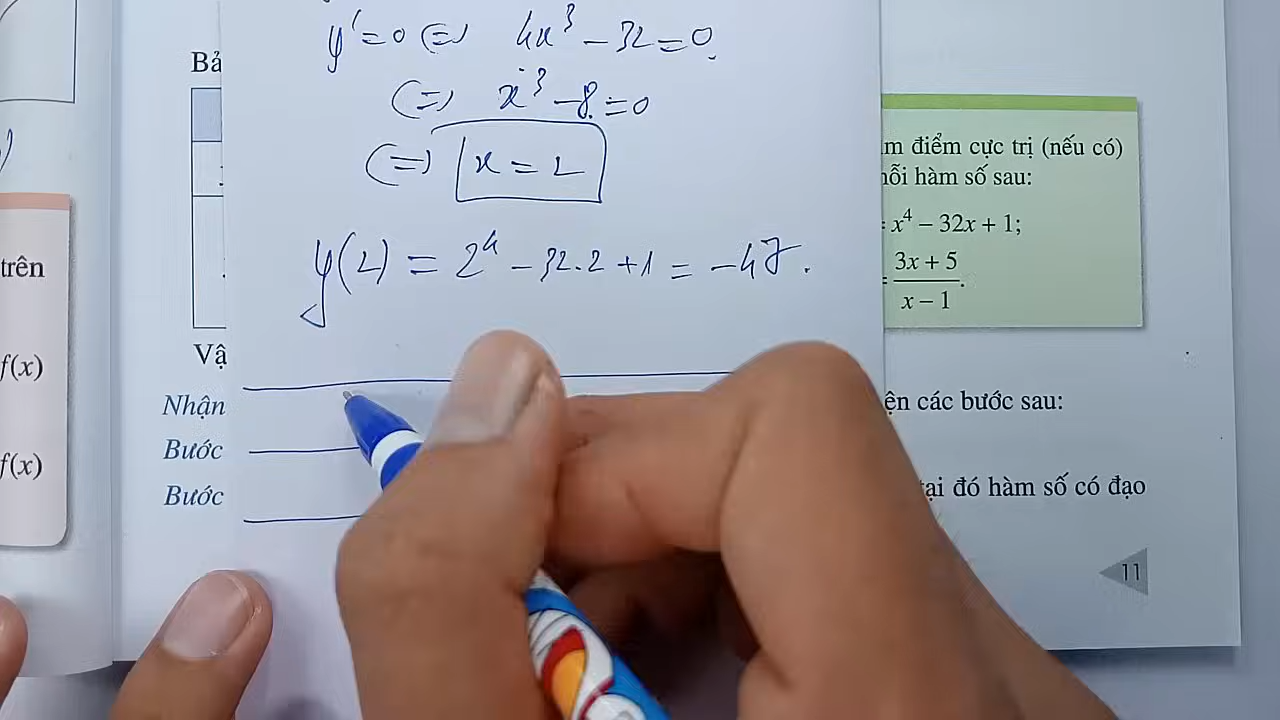 y' = 0 ⇔ 4x³ – 32 = 0
⇔ x³ – 8 = 0
⇔ x = 2
y(2) = 2⁴ – 32.2 + 1 = –47.
Bả
Vậ
Nhận
Bước
Bước
trên
f(x)
f(x)
m điểm cực trị (nếu có)
ỗi hàm số sau:
= x⁴ – 32x + 1;
= (3x + 5)/(x – 1).
ện các bước sau:
tại đó hàm số có đạo
11